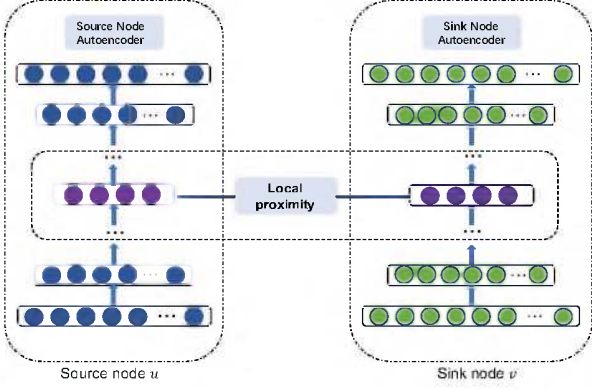 Source Node
Autoencoder
Sink Node
Autoencoder
...
...
...
...
...
...
Local
proximity
...
...
...
...
...
...
Source node u
Sink node v